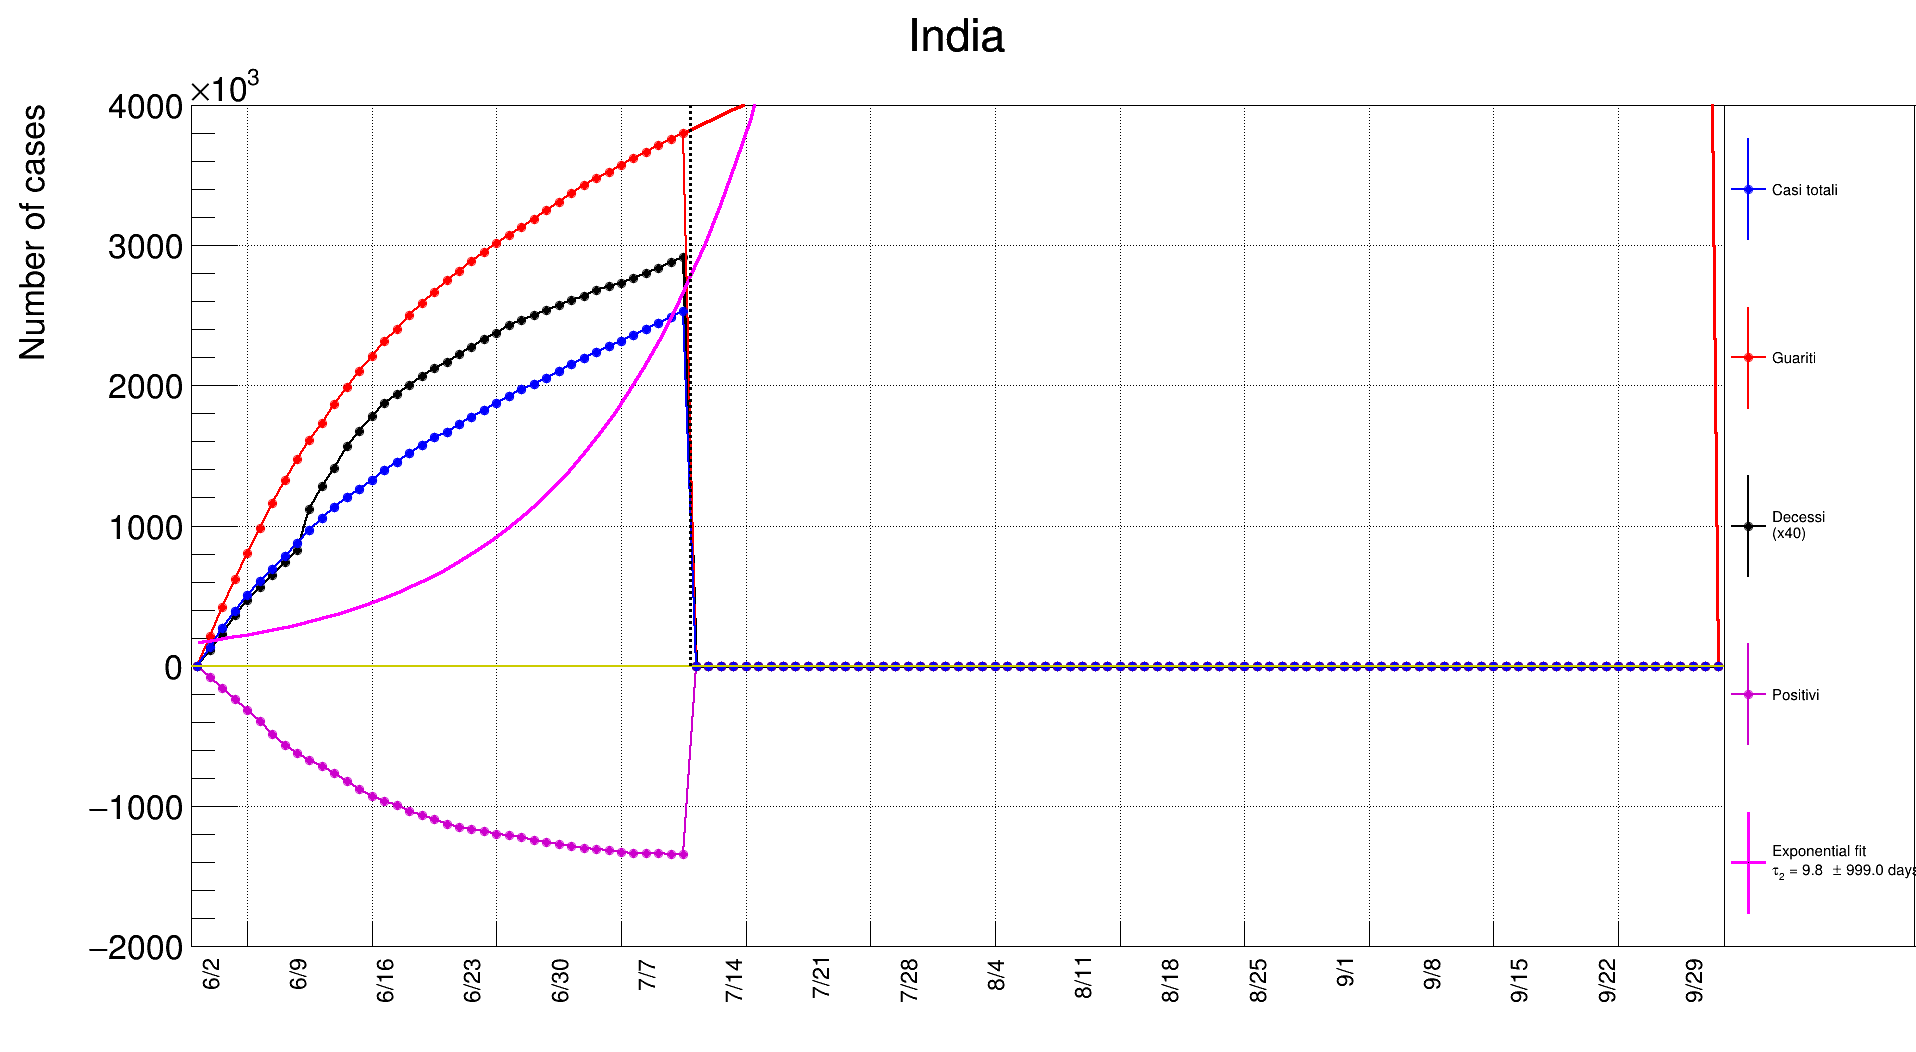 India
×10³
Number of cases
4000
3000
2000
1000
0
−1000
−2000
6/2 6/9 6/16 6/23 6/30 7/7 7/14 7/21 7/28 8/4 8/11 8/18 8/25 9/1 9/8 9/15 9/22 9/29
Casi totali
Guariti
Decessi
(x40)
Positivi
Exponential fit
τ₂ = 9.8 ± 999.0 days